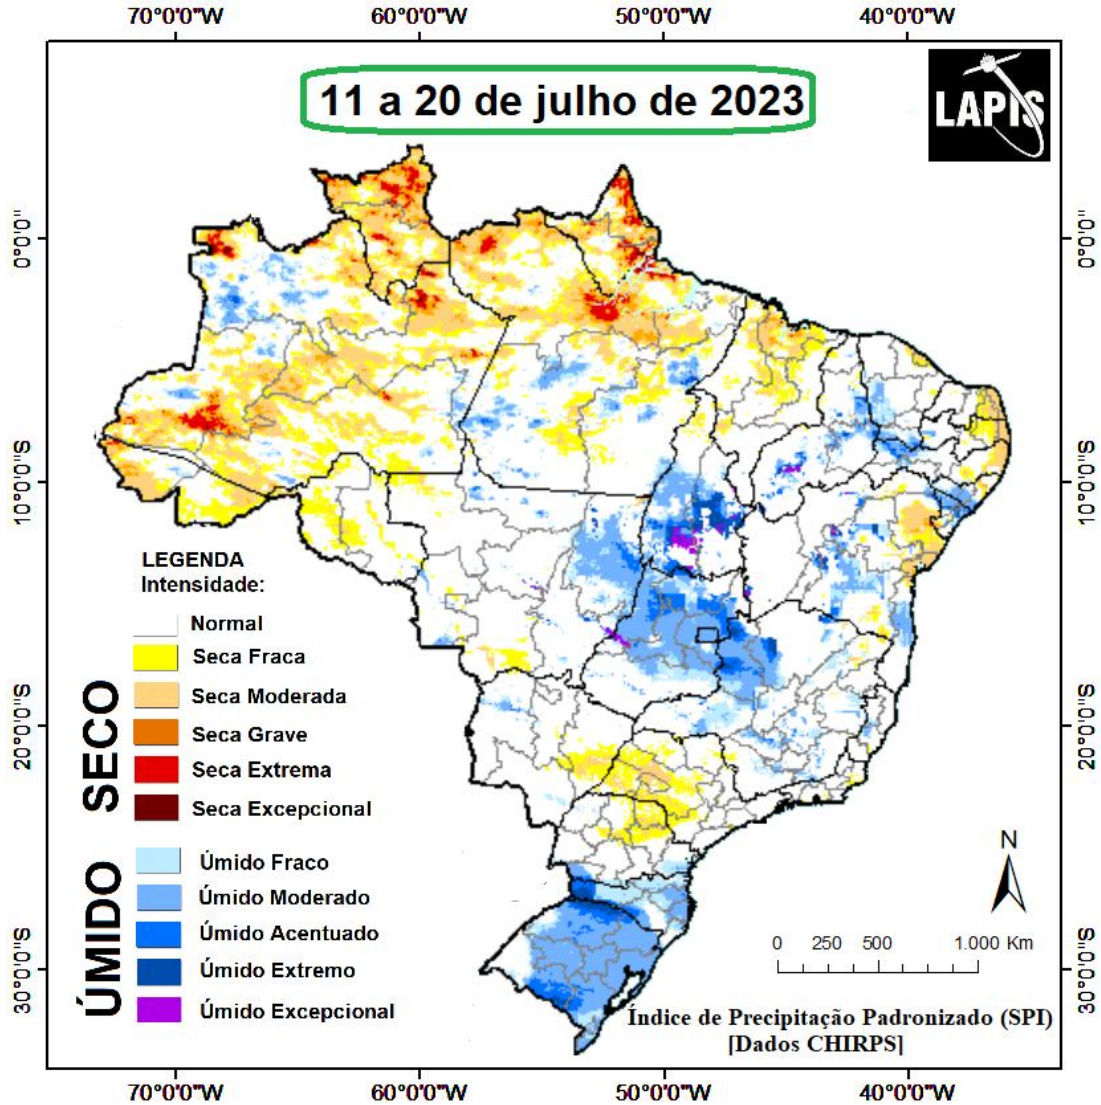 70°0'0"W 60°0'0"W 50°0'0"W 40°0'0"W
11 a 20 de julho de 2023
LAPIS
0°0'0"
0°0'0"
10°0'0"S
10°0'0"S
LEGENDA
Intensidade:
Normal
SECO
Seca Fraca
Seca Moderada
Seca Grave
Seca Extrema
Seca Excepcional
20°0'0"S
20°0'0"S
ÚMIDO
Úmido Fraco
Úmido Moderado
Úmido Acentuado
Úmido Extremo
Úmido Excepcional
N
0 250 500 1.000 Km
30°0'0"S
30°0'0"S
Índice de Precipitação Padronizado (SPI)
[Dados CHIRPS]
70°0'0"W 60°0'0"W 50°0'0"W 40°0'0"W